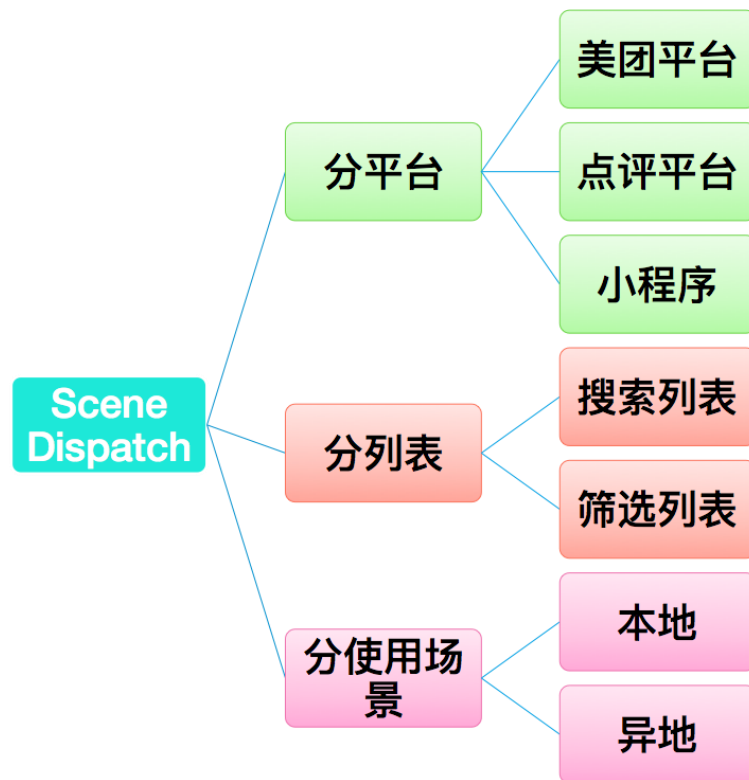 美团平台
分平台
点评平台
小程序
Scene
Dispatch
分列表
搜索列表
筛选列表
分使用场
景
本地
异地